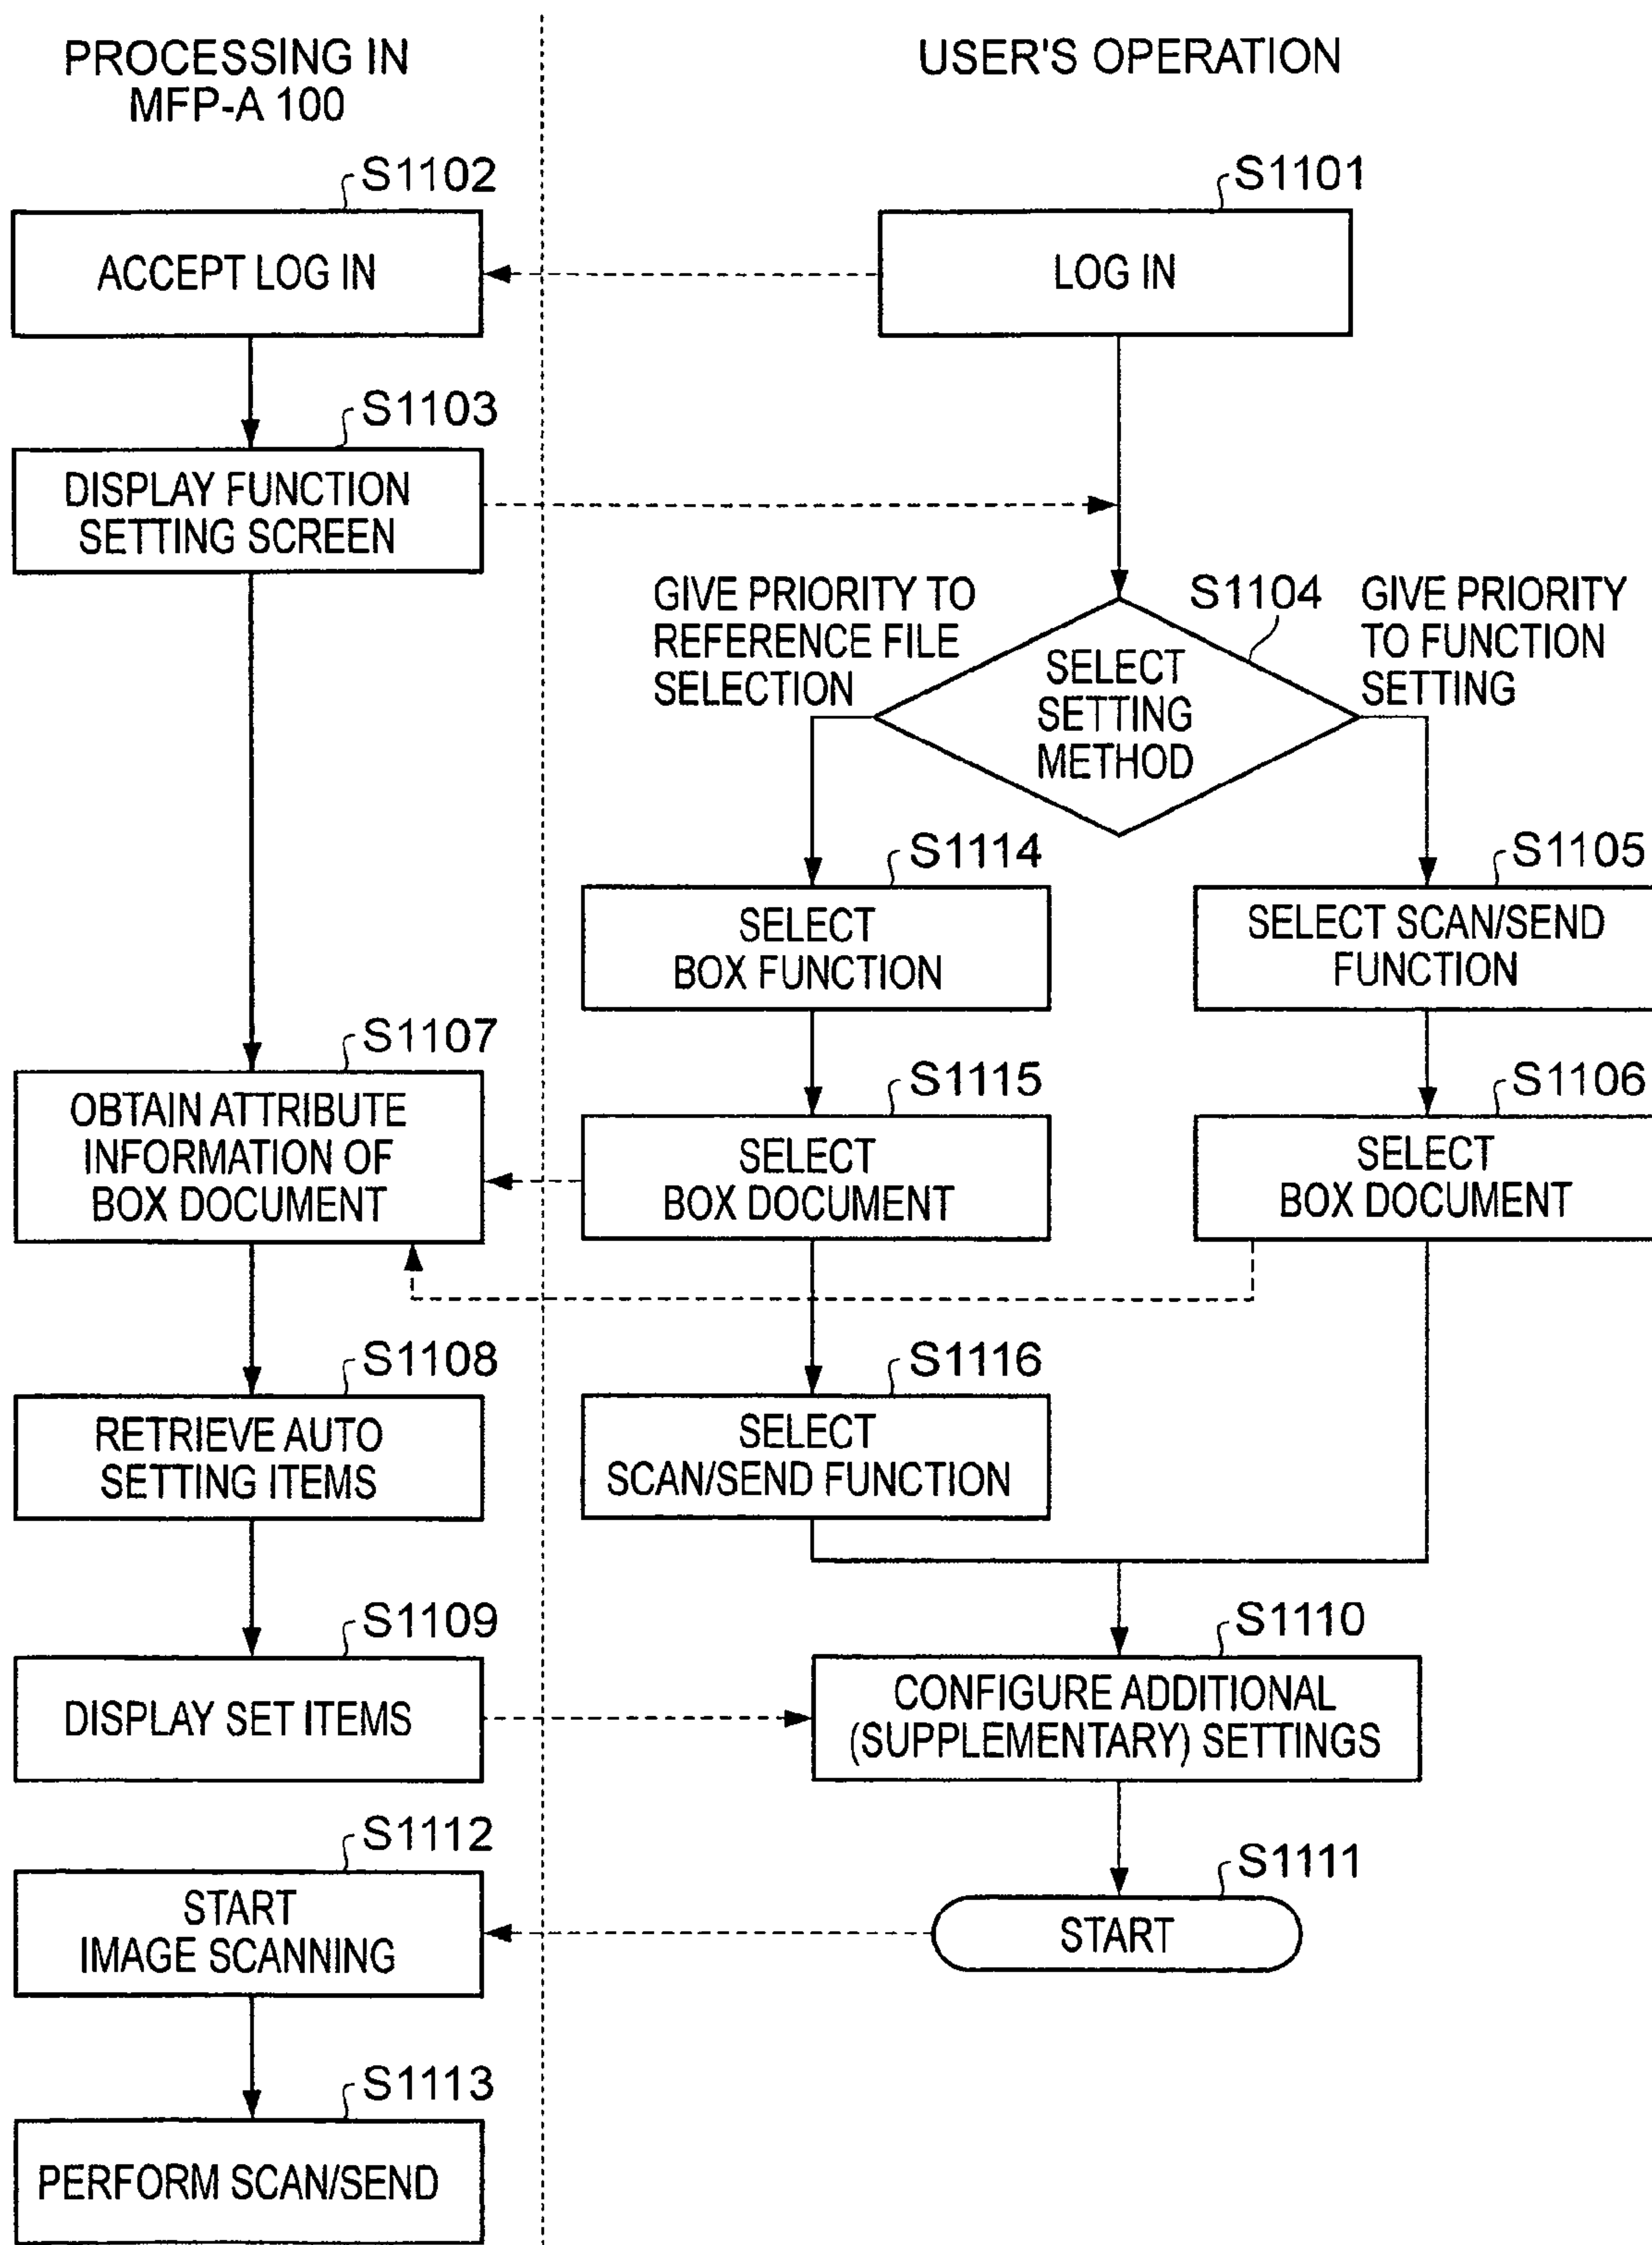 PROCESSING IN
MFP-A 100
USER'S OPERATION
S1102
ACCEPT LOG IN
S1101
LOG IN
S1103
DISPLAY FUNCTION
SETTING SCREEN
GIVE PRIORITY TO
REFERENCE FILE
SELECTION
S1104
SELECT
SETTING
METHOD
GIVE PRIORITY
TO FUNCTION
SETTING
S1114
SELECT
BOX FUNCTION
S1105
SELECT SCAN/SEND
FUNCTION
S1107
OBTAIN ATTRIBUTE
INFORMATION OF
BOX DOCUMENT
S1115
SELECT
BOX DOCUMENT
S1106
SELECT
BOX DOCUMENT
S1108
RETRIEVE AUTO
SETTING ITEMS
S1116
SELECT
SCAN/SEND FUNCTION
S1109
DISPLAY SET ITEMS
S1110
CONFIGURE ADDITIONAL
(SUPPLEMENTARY) SETTINGS
S1112
START
IMAGE SCANNING
S1111
START
S1113
PERFORM SCAN/SEND